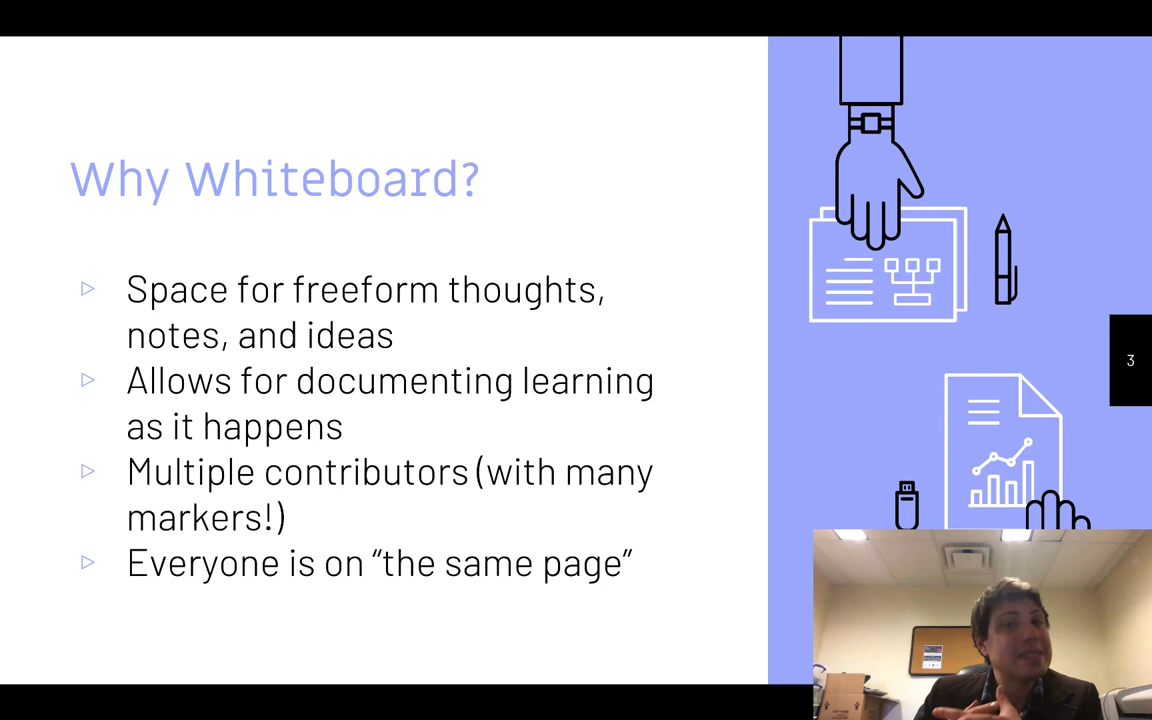 Why Whiteboard?
▷ Space for freeform thoughts,
notes, and ideas
▷ Allows for documenting learning
as it happens
▷ Multiple contributors (with many
markers!)
▷ Everyone is on “the same page”
3